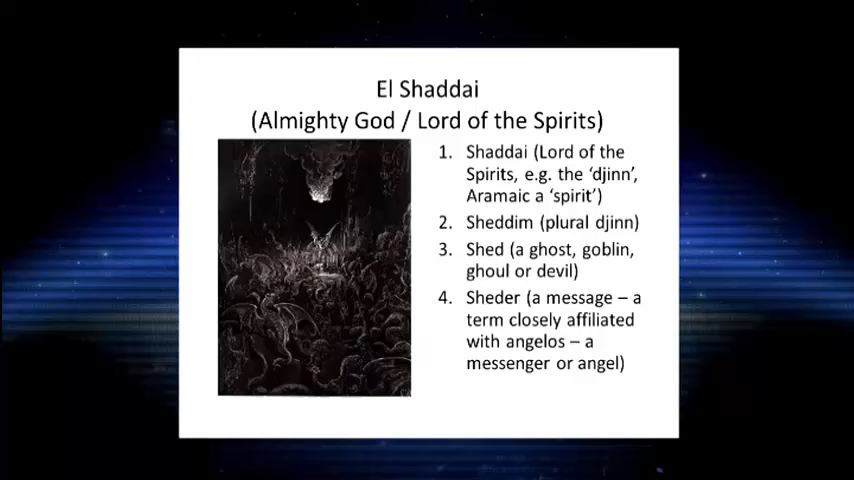 El Shaddai
(Almighty God / Lord of the Spirits)
1. Shaddai (Lord of the
Spirits, e.g. the ‘djinn’,
Aramaic a ‘spirit’)
2. Sheddim (plural djinn)
3. Shed (a ghost, goblin,
ghoul or devil)
4. Sheder (a message – a
term closely affiliated
with angelos – a
messenger or angel)